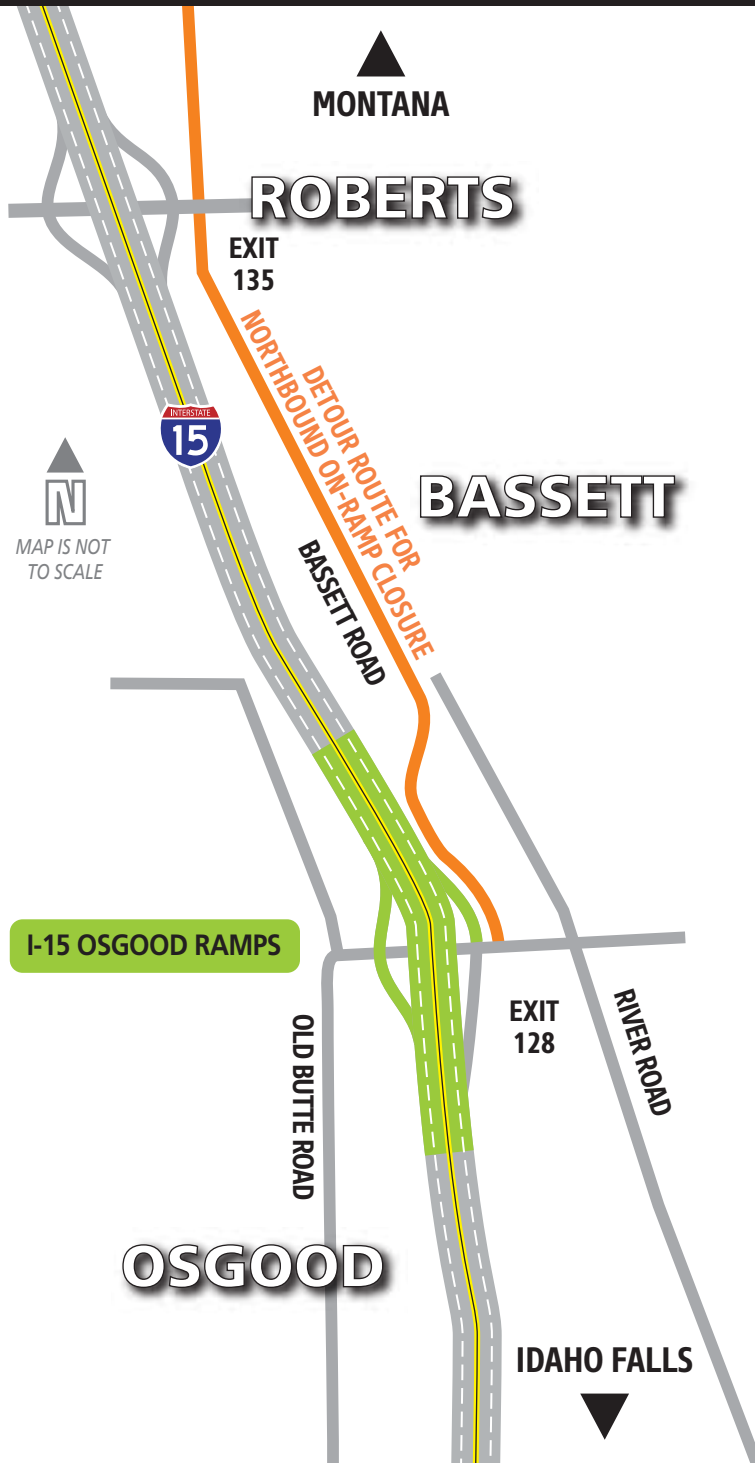 MONTANA
ROBERTS
EXIT
135
DETOUR ROUTE FOR
NORTHBOUND ON-RAMP CLOSURE
INTERSTATE
15
BASSETT
N
MAP IS NOT
TO SCALE
BASSETT ROAD
I-15 OSGOOD RAMPS
EXIT
128
RIVER ROAD
OLD BUTTE ROAD
OSGOOD
IDAHO FALLS